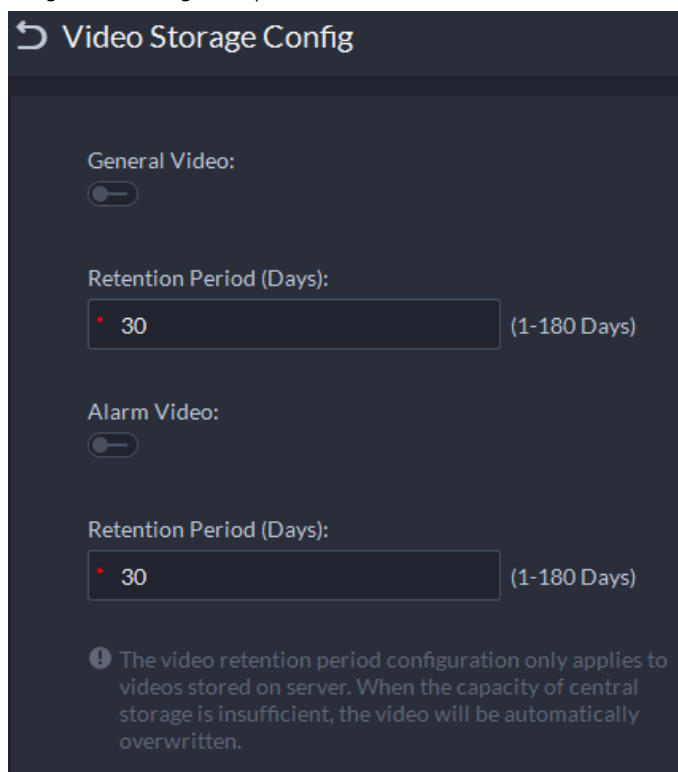 Video Storage Config
General Video:
Retention Period (Days):
* 30 (1-180 Days)
Alarm Video:
Retention Period (Days):
* 30 (1-180 Days)
The video retention period configuration only applies to
videos stored on server. When the capacity of central
storage is insufficient, the video will be automatically
overwritten.